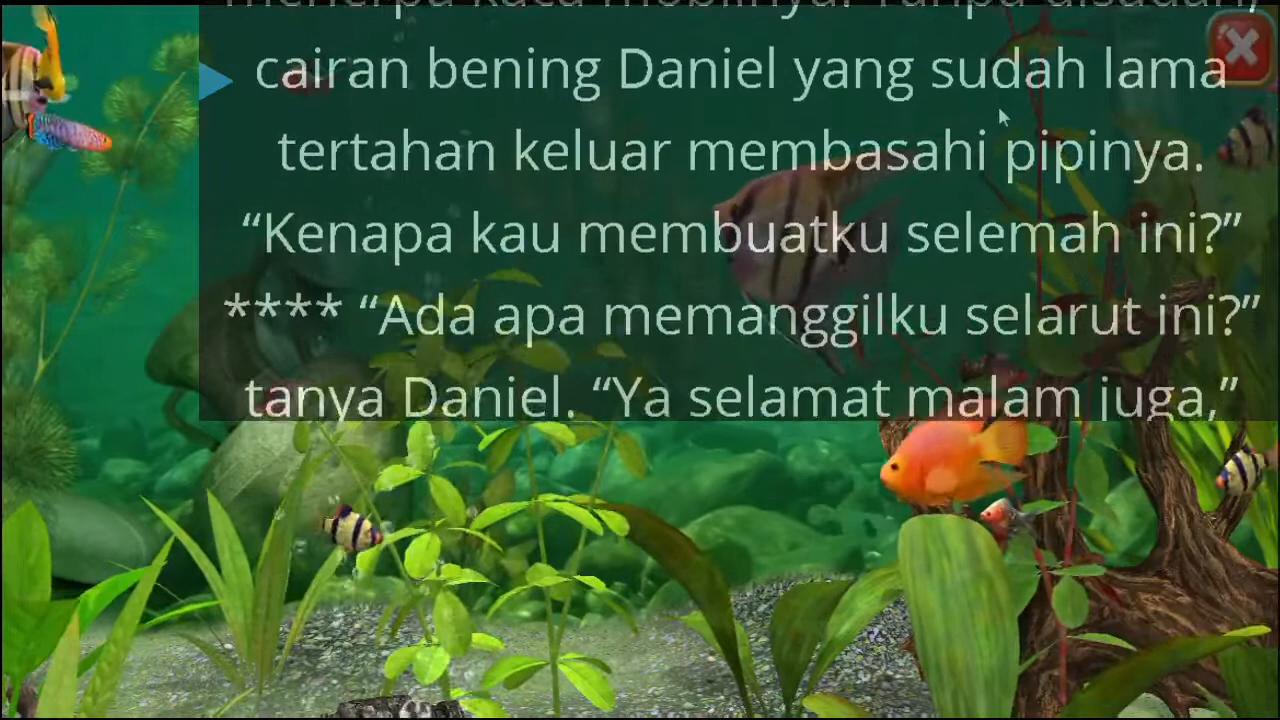 cairan bening Daniel yang sudah lama
tertahan keluar membasahi pipinya.
“Kenapa kau membuatku selemah ini?”
**** “Ada apa memanggilku selarut ini?”
tanya Daniel. “Ya selamat malam juga,”